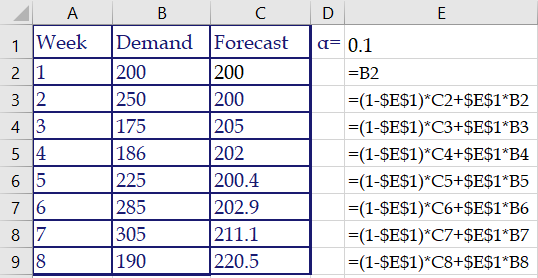 A B C D E
1 Week Demand Forecast α= 0.1
2 1 200 200 =B2
3 2 250 200 =(1-$E$1)*C2+$E$1*B2
4 3 175 205 =(1-$E$1)*C3+$E$1*B3
5 4 186 202 =(1-$E$1)*C4+$E$1*B4
6 5 225 200.4 =(1-$E$1)*C5+$E$1*B5
7 6 285 202.9 =(1-$E$1)*C6+$E$1*B6
8 7 305 211.1 =(1-$E$1)*C7+$E$1*B7
9 8 190 220.5 =(1-$E$1)*C8+$E$1*B8